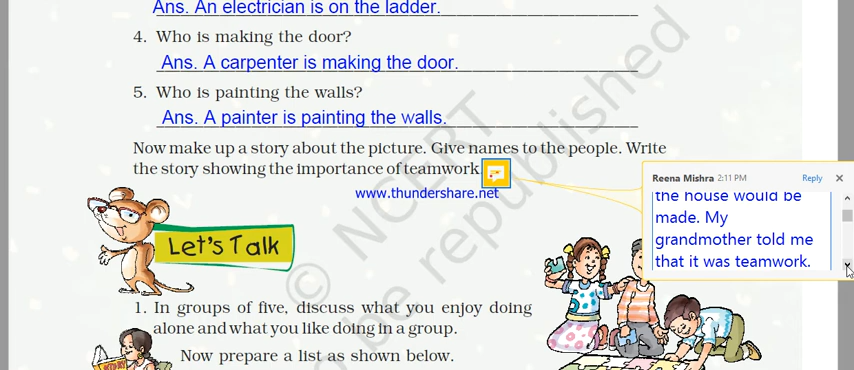 Ans. An electrician is on the ladder.
4. Who is making the door?
Ans. A carpenter is making the door.
5. Who is painting the walls?
Ans. A painter is painting the walls.
Now make up a story about the picture. Give names to the people. Write
the story showing the importance of teamwork
www.thundershare.net
Reena Mishra 2:11 PM Reply
the house would be
made. My
grandmother told me
that it was teamwork.
Let's Talk
© NCERT
be republished
1. In groups of five, discuss what you enjoy doing
alone and what you like doing in a group.
Now prepare a list as shown below.